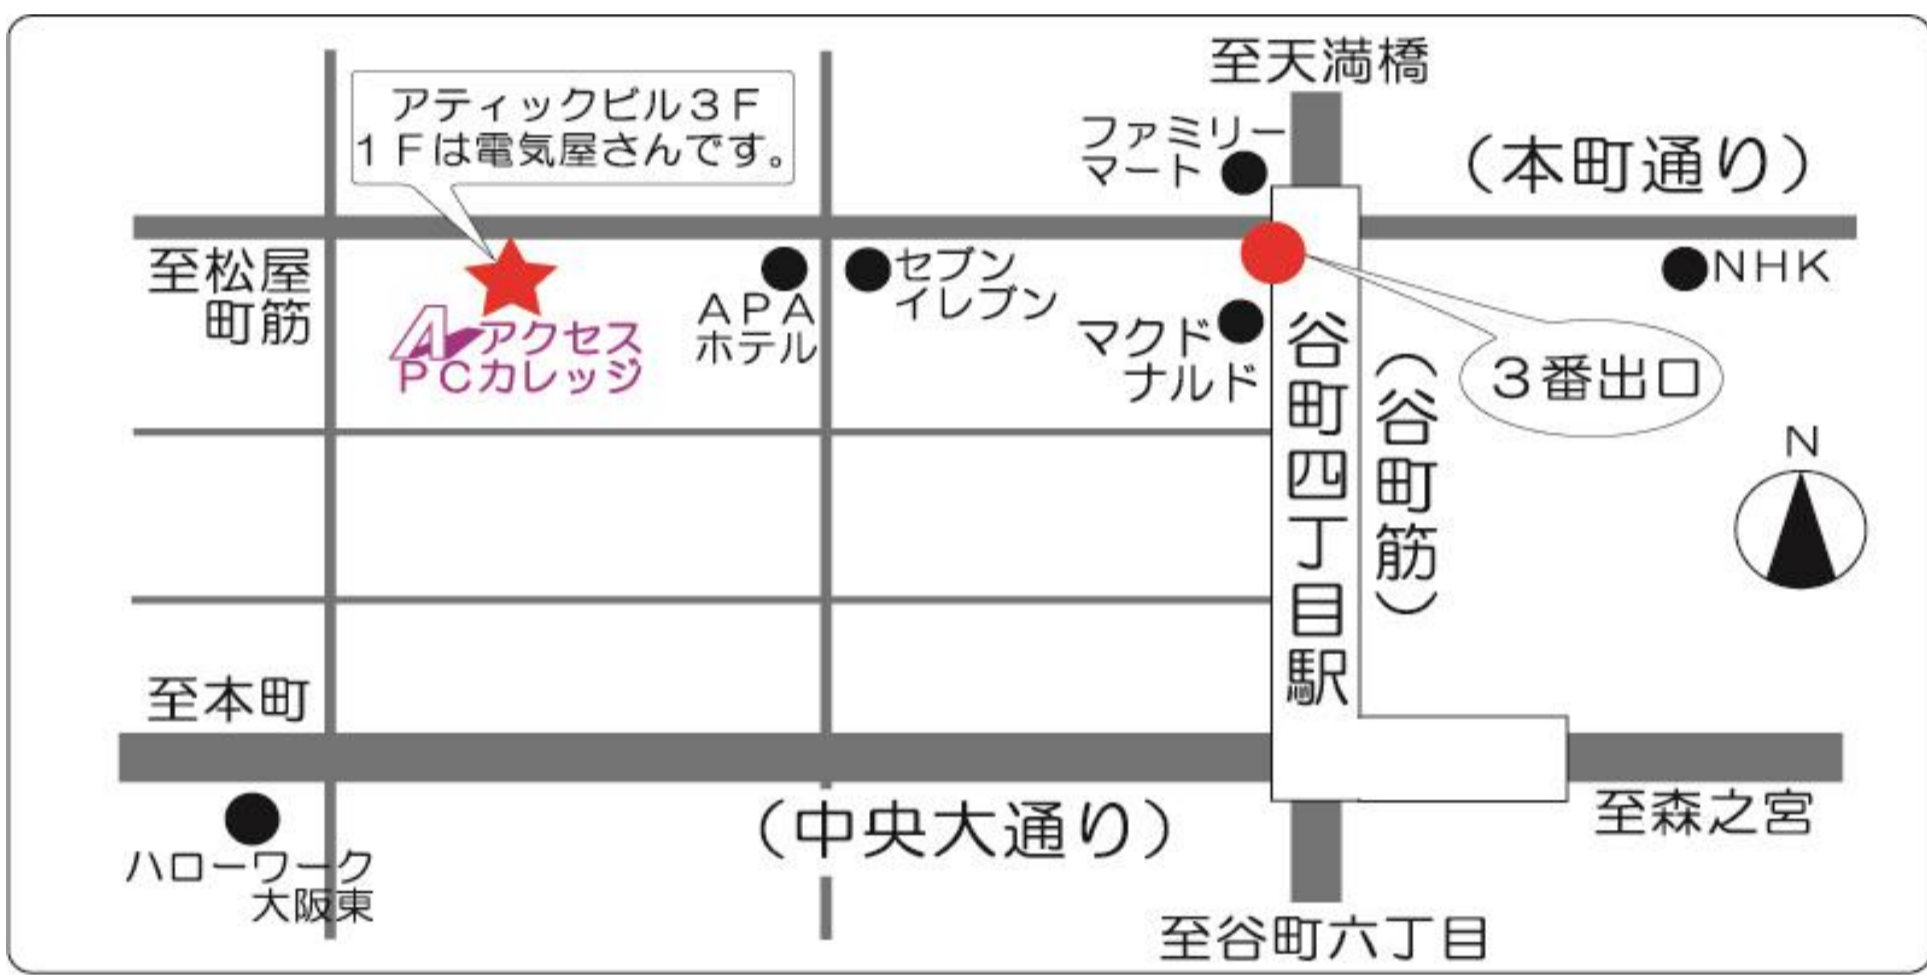 至天満橋
アティックビル３Ｆ
１Ｆは電気屋さんです。
ファミリー
マート
（本町通り）
至松屋
町筋
アクセス
ＰＣカレッジ
ＡＰＡ
ホテル
セブン
イレブン
マクド
ナルド
谷町四丁目駅
（谷町筋）
３番出口
ＮＨＫ
N
至本町
（中央大通り）
至森之宮
ハローワーク
大阪東
至谷町六丁目